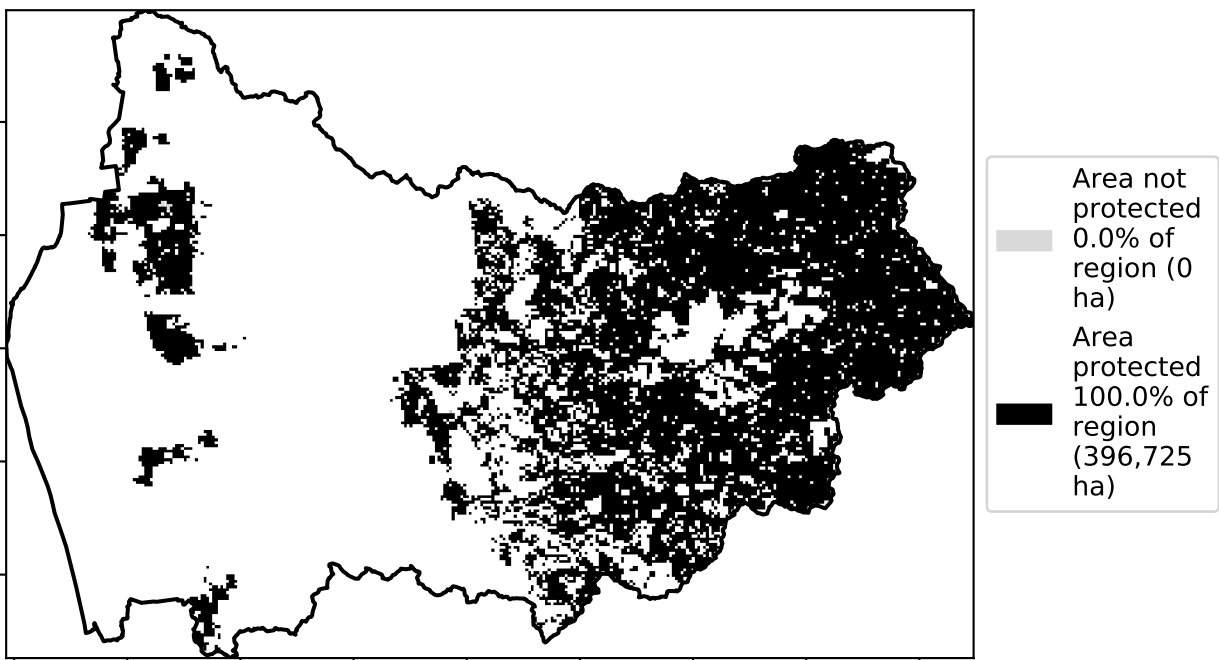 Area not
protected
0.0% of
region (0
ha)
Area
protected
100.0% of
region
(396,725
ha)